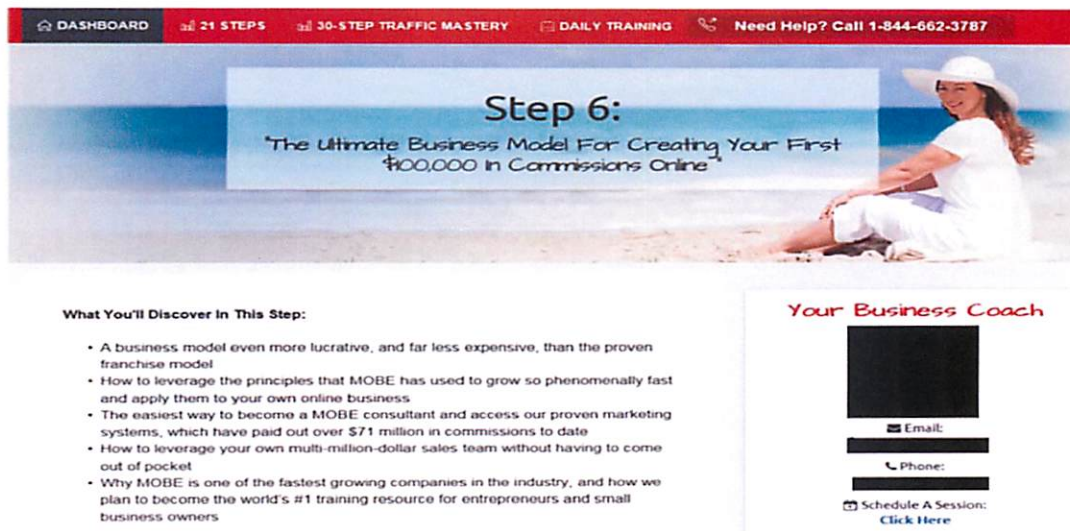 DASHBOARD 21 STEPS 30-STEP TRAFFIC MASTERY DAILY TRAINING Need Help? Call 1-844-662-3787
Step 6:
"The Ultimate Business Model For Creating Your First
$100,000 In Commissions Online"
What You'll Discover In This Step:
• A business model even more lucrative, and far less expensive, than the proven
franchise model
• How to leverage the principles that MOBE has used to grow so phenomenally fast
and apply them to your own online business
• The easiest way to become a MOBE consultant and access our proven marketing
systems, which have paid out over $71 million in commissions to date
• How to leverage your own multi-million-dollar sales team without having to come
out of pocket
• Why MOBE is one of the fastest growing companies in the industry, and how we
plan to become the world's #1 training resource for entrepreneurs and small
business owners
Your Business Coach
Email:
Phone:
Schedule A Session:
Click Here